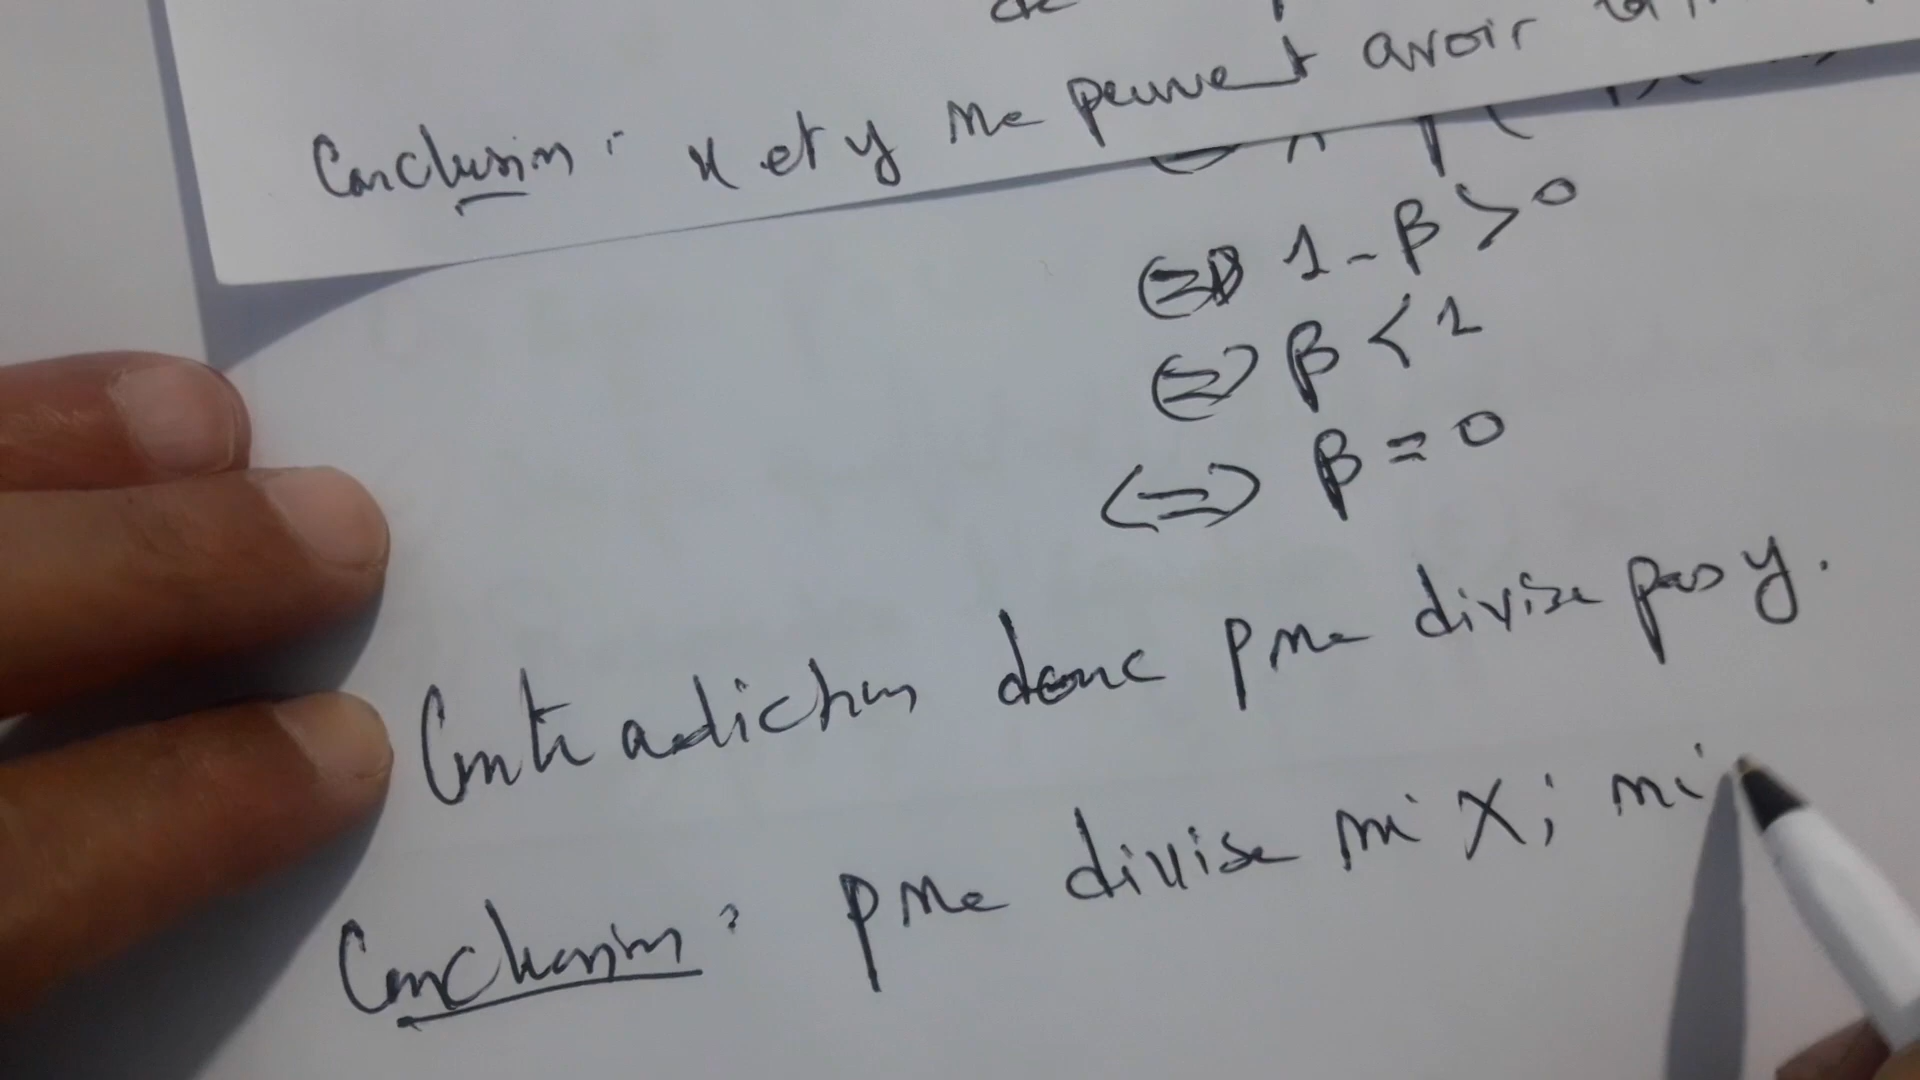 Conclusion : x et y ne peuvent avoir
⇔ 1 - β > 0
⇔ β < 1
⇔ β = 0
Contradiction donc p ne divise pas y.
Conclusion : p ne divise ni x ; ni